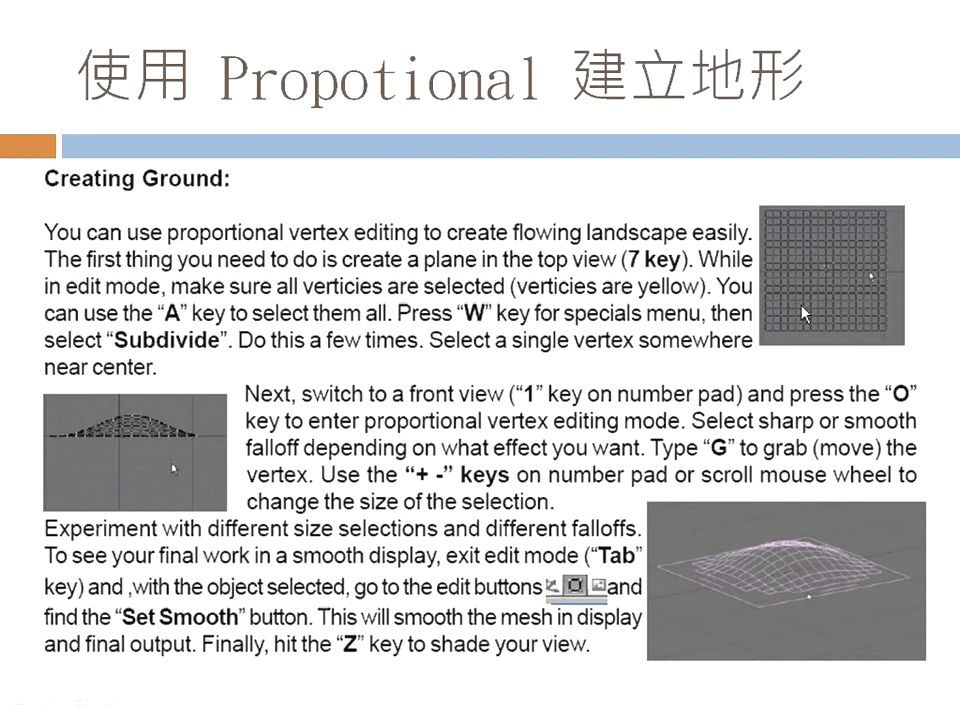 使用 Propotional 建立地形
Creating Ground:
You can use proportional vertex editing to create flowing landscape easily.
The first thing you need to do is create a plane in the top view (7 key). While
in edit mode, make sure all verticies are selected (verticies are yellow). You
can use the “A” key to select them all. Press “W” key for specials menu, then
select “Subdivide”. Do this a few times. Select a single vertex somewhere
near center.
Next, switch to a front view (“1” key on number pad) and press the “O”
key to enter proportional vertex editing mode. Select sharp or smooth
falloff depending on what effect you want. Type “G” to grab (move) the
vertex. Use the “+ -” keys on number pad or scroll mouse wheel to
change the size of the selection.
Experiment with different size selections and different falloffs.
To see your final work in a smooth display, exit edit mode (“Tab”
key) and ,with the object selected, go to the edit buttons and
find the “Set Smooth” button. This will smooth the mesh in display
and final output. Finally, hit the “Z” key to shade your view.